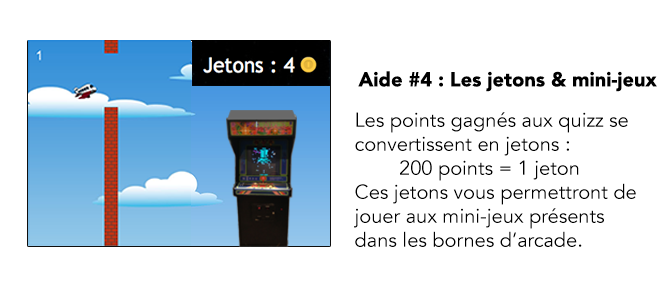 1
Jetons : 4
Aide #4 : Les jetons & mini-jeux
Les points gagnés aux quizz se
convertissent en jetons :
200 points = 1 jeton
Ces jetons vous permettront de
jouer aux mini-jeux présents
dans les bornes d'arcade.